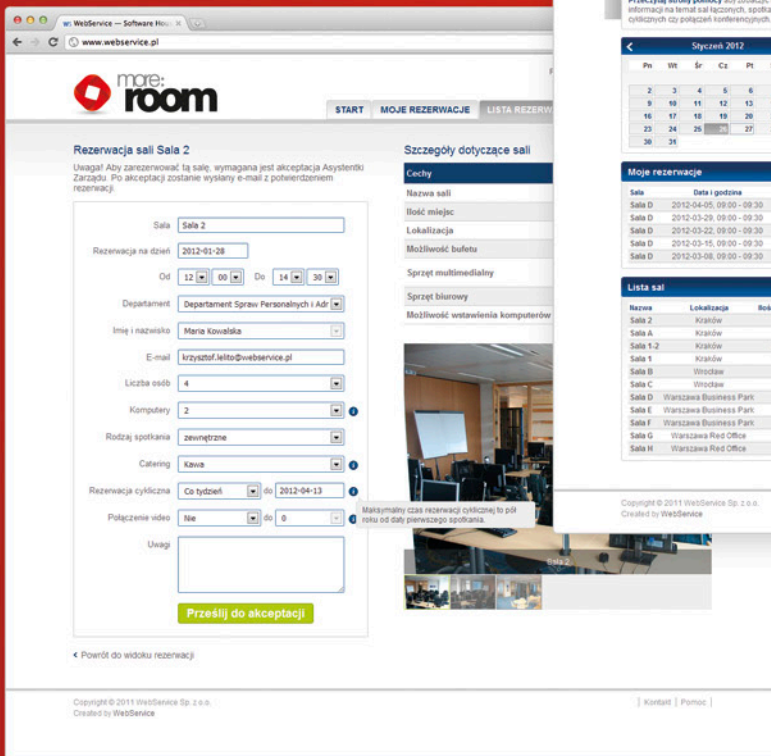 WebService — Software Hous
www.webservice.pl
more:
room
START MOJE REZERWACJE LISTA REZERW
Rezerwacja sali Sala 2
Uwaga! Aby zarezerwować tą salę, wymagana jest akceptacja Asystentki
Zarządu. Po akceptacji zostanie wysłany e-mail z potwierdzeniem
rezerwacji.
Sala Sala 2
Rezerwacja na dzień 2012-01-28
Od 12 00 Do 14 30
Departament Departament Spraw Personalnych i Adr
Imię i nazwisko Maria Kowalska
E-mail krzysztof.lelito@webservice.pl
Liczba osób 4
Komputery 2
Rodzaj spotkania zewnętrzne
Catering Kawa
Rezerwacja cykliczna Co tydzień do 2012-04-13
Maksymalny czas rezerwacji cyklicznej to pół
roku od daty pierwszego spotkania.
Połączenie video Nie do 0
Uwagi
Prześlij do akceptacji
Powrót do widoku rezerwacji
Szczegóły dotyczące sali
Cechy
Nazwa sali
Ilość miejsc
Lokalizacja
Możliwość bufetu
Sprzęt multimedialny
Sprzęt biurowy
Możliwość wstawienia komputerów
Sala 2
Copyright © 2011 WebService Sp. z o.o.
Created by WebService
| Kontakt | Pomoc |
informacji na temat sal łączonych, spotka
cyklicznych czy połączeń konferencyjnych.
Styczeń 2012
Pn Wt Śr Cz Pt
2 3 4 5 6
9 10 11 12 13
16 17 18 19 20
23 24 25 26 27
30 31
Moje rezerwacje
Sala Data i godzina
Sala D 2012-04-05, 09:00 - 09:30
Sala D 2012-03-29, 09:00 - 09:30
Sala D 2012-03-22, 09:00 - 09:30
Sala D 2012-03-15, 09:00 - 09:30
Sala D 2012-03-08, 09:00 - 09:30
Lista sal
Nazwa Lokalizacja Iloś
Sala 2 Kraków
Sala A Kraków
Sala 1-2 Kraków
Sala 1 Kraków
Sala B Wrocław
Sala C Wrocław
Sala D Warszawa Business Park
Sala E Warszawa Business Park
Sala F Warszawa Business Park
Sala G Warszawa Red Office
Sala H Warszawa Red Office
Copyright © 2011 WebService Sp. z o.o.
Created by WebService